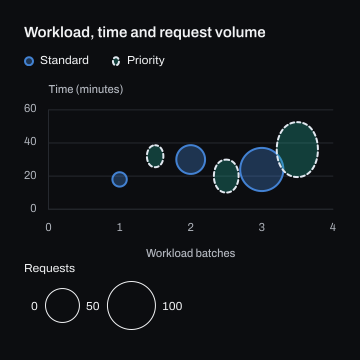 Workload, time and request volume
Standard Priority
Time (minutes)
60
40
20
0
0 1 2 3 4
Workload batches
Requests
0 50 100